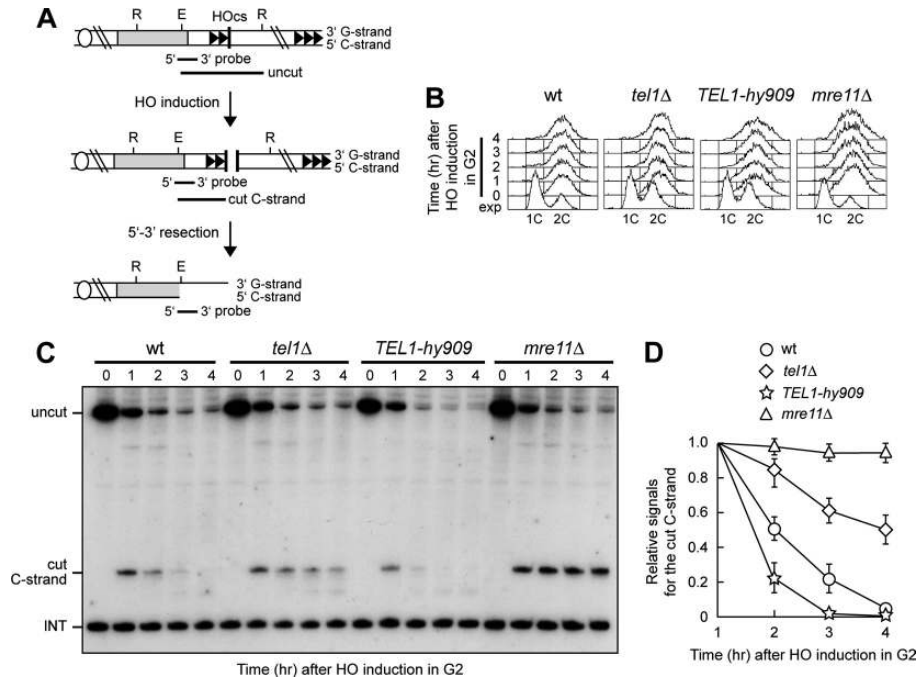 A
R E HOcs R
3' G-strand
5' C-strand
5' 3' probe
uncut
HO induction
R E R
3' G-strand
5' C-strand
5' 3' probe
cut C-strand
5'-3' resection
R E
3' G-strand
5' C-strand
5' 3' probe
B
wt tel1Δ TEL1-hy909 mre11Δ
Time (hr) after
HO induction
in G2
4
3
2
1
0
exp
1C 2C 1C 2C 1C 2C 1C 2C
C
wt tel1Δ TEL1-hy909 mre11Δ
0 1 2 3 4 0 1 2 3 4 0 1 2 3 4 0 1 2 3 4
uncut
cut
C-strand
INT
Time (hr) after HO induction in G2
D
wt
tel1Δ
TEL1-hy909
mre11Δ
Relative signals
for the cut C-strand
1.0
0.8
0.6
0.4
0.2
0
1 2 3 4
Time (hr) after HO induction in G2